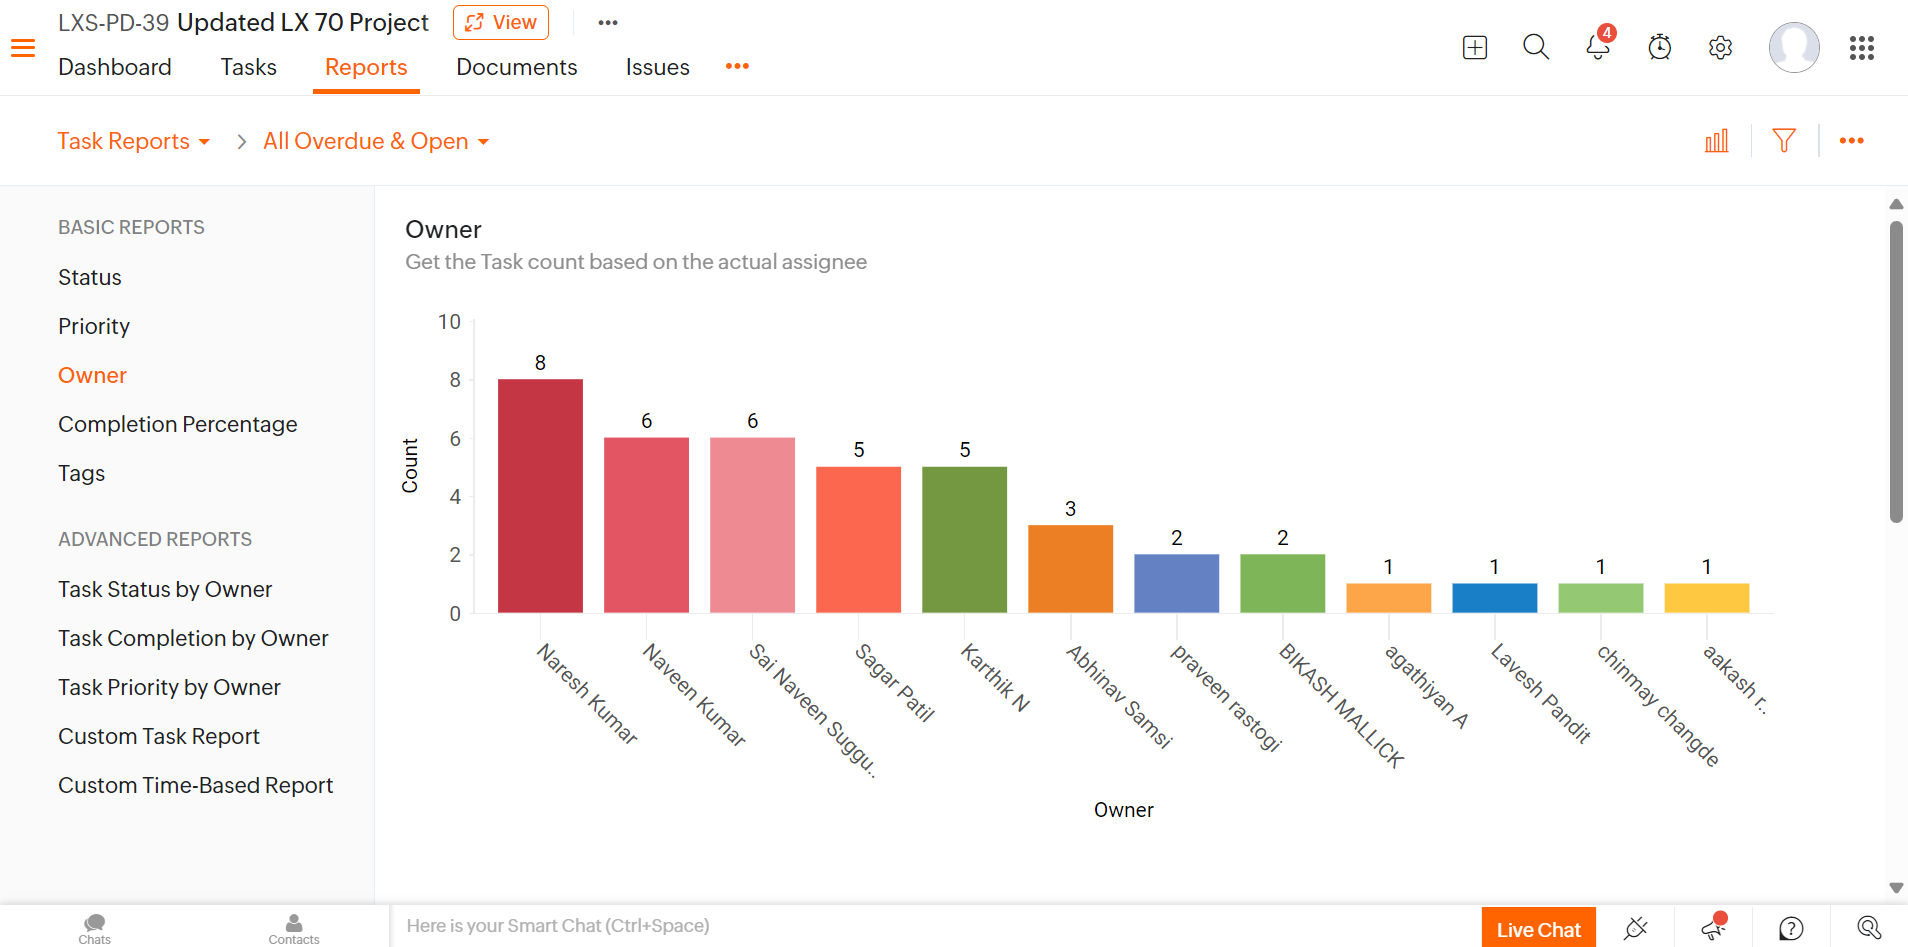 LXS-PD-39 Updated LX 70 Project View
Dashboard Tasks Reports Documents Issues
4
Task Reports All Overdue & Open
BASIC REPORTS
Status
Priority
Owner
Completion Percentage
Tags
ADVANCED REPORTS
Task Status by Owner
Task Completion by Owner
Task Priority by Owner
Custom Task Report
Custom Time-Based Report
Owner
Get the Task count based on the actual assignee
Count
10
8
6
4
2
0
8
6
6
5
5
3
2
2
1
1
1
1
Naresh Kumar
Naveen Kumar
Sai Naveen Suggu..
Sagar Patil
Karthik N
Abhinav Samsi
praveen rastogi
BIKASH MALLICK
agathiyan A
Lavesh Pandit
chinmay changde
aakash r..
Owner
Chats
Contacts
Here is your Smart Chat (Ctrl+Space)
Live Chat